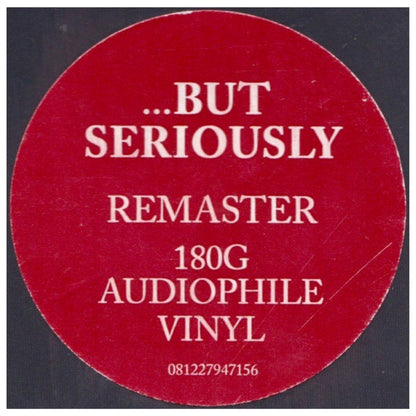 ...BUT
SERIOUSLY
REMASTER
180G
AUDIOPHILE
VINYL
081227947156